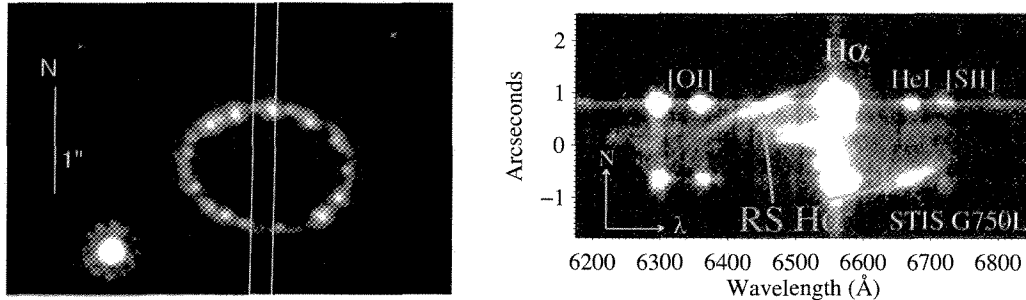 N
1"
Hα
[OI]
HeI
[SII]
N
λ
RS Hα
STIS G750L
2
1
0
−1
Arcseconds
6200 6300 6400 6500 6600 6700 6800
Wavelength (Å)